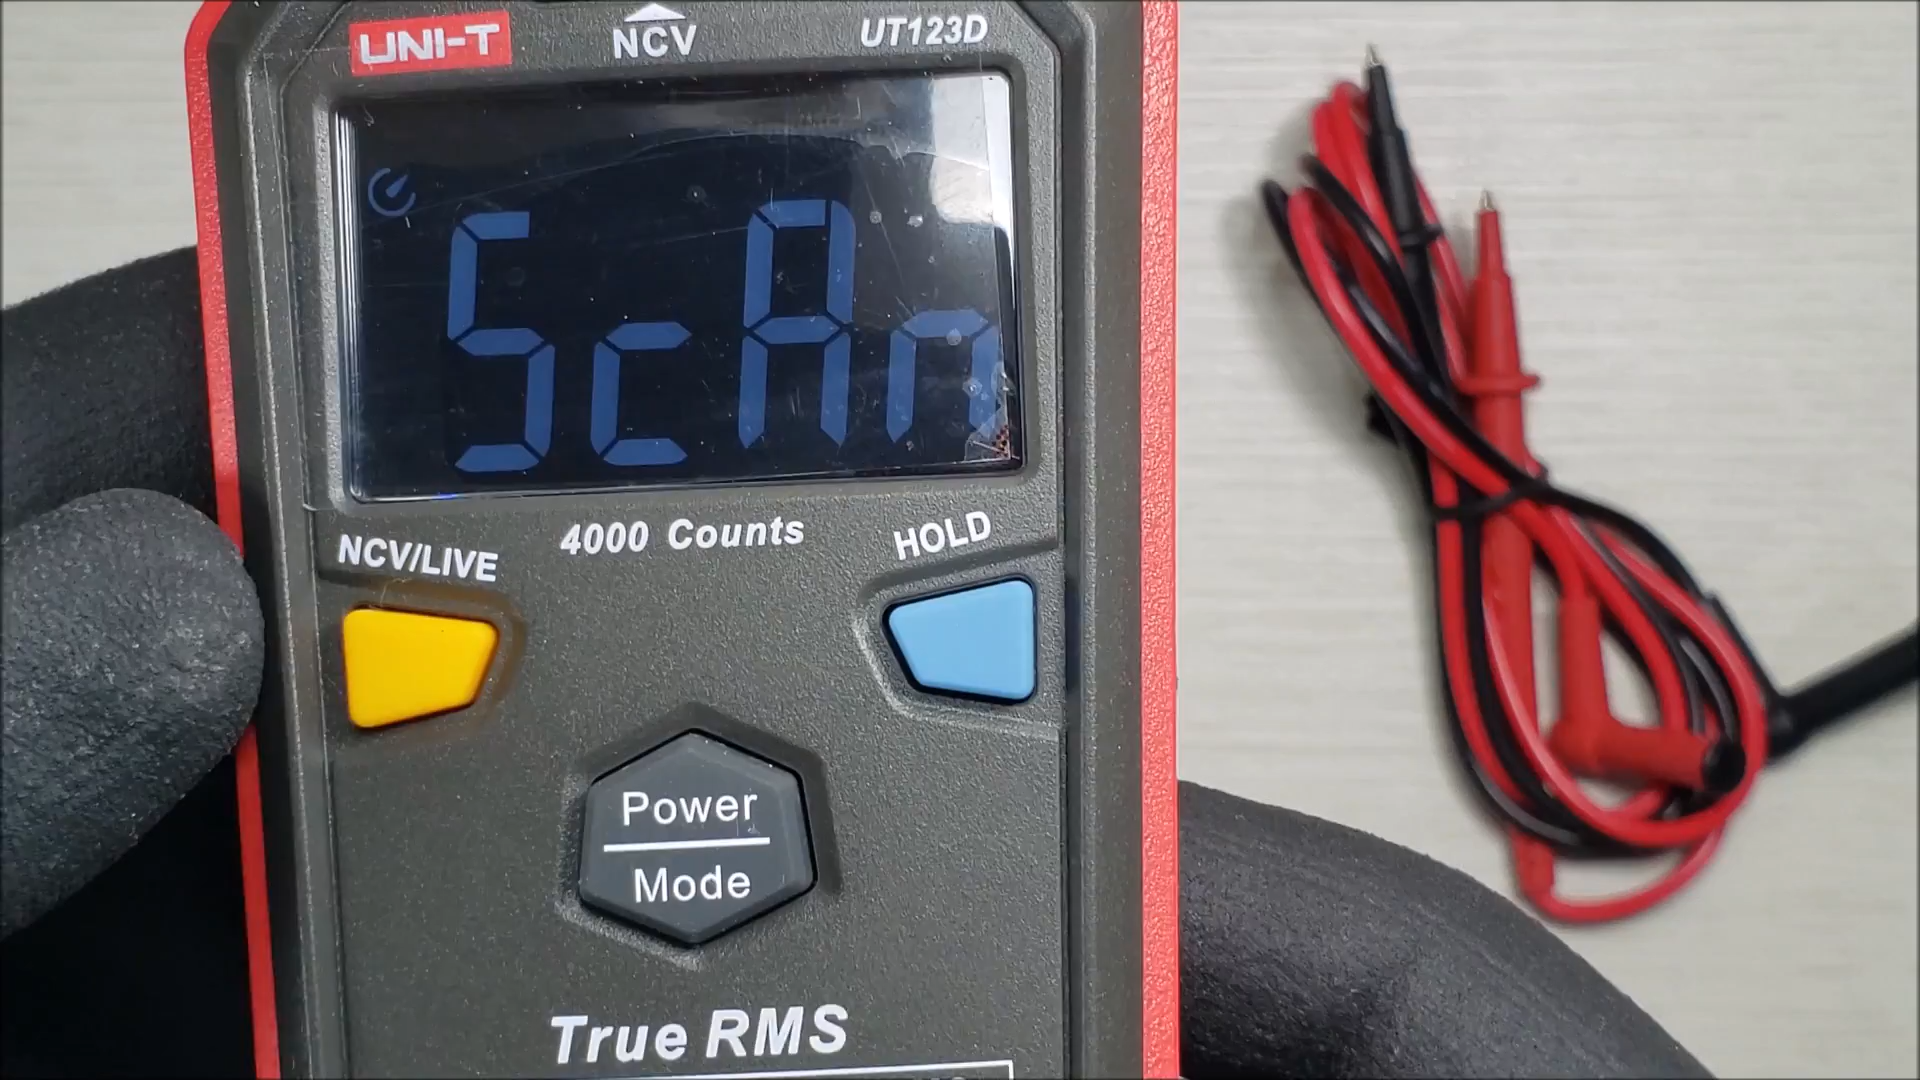 UNI-T
NCV
UT123D
ScAn
NCV/LIVE
4000 Counts
HOLD
Power
Mode
True RMS